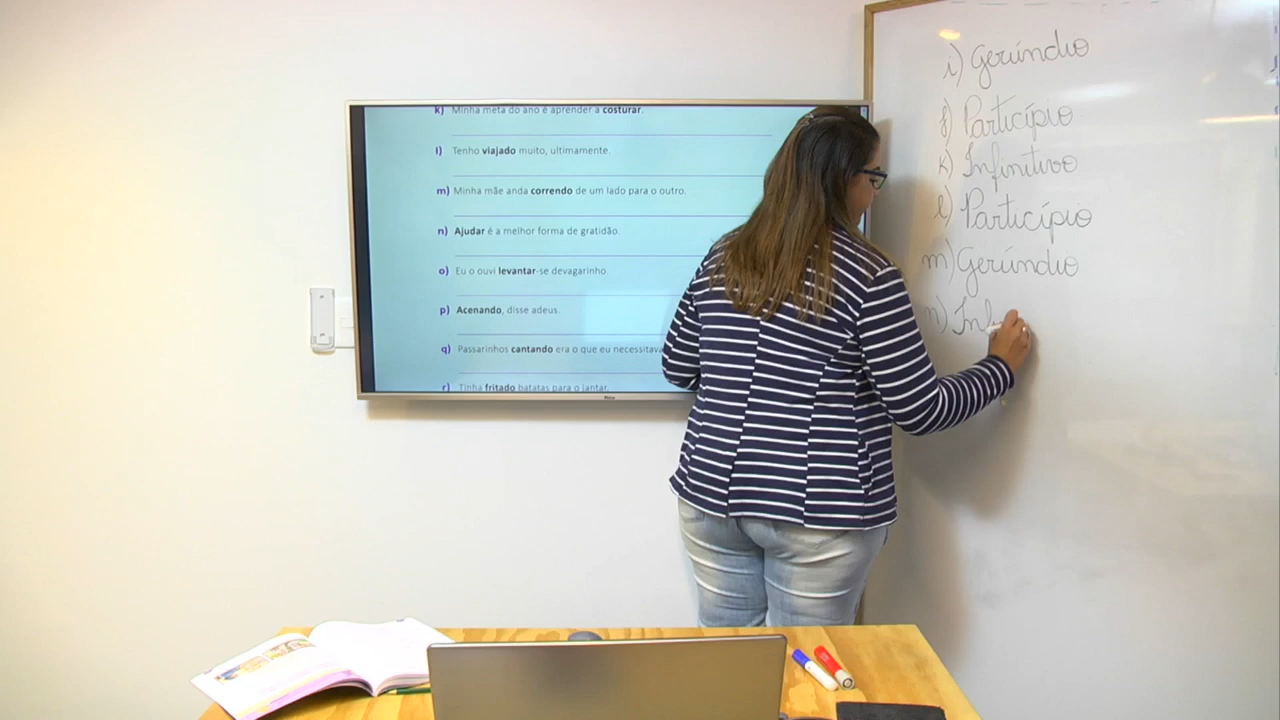 k) Minha meta do ano é aprender a costurar.
l) Tenho viajado muito, ultimamente.
m) Minha mãe anda correndo de um lado para o outro.
n) Ajudar é a melhor forma de gratidão.
o) Eu o ouvi levantar-se devagarinho.
p) Acenando, disse adeus.
q) Passarinhos cantando era o que eu necessitava
r) Tinha fritado batatas para o jantar.
i) Gerúndio
j) Particípio
k) Infinitivo
l) Particípio
m) Gerúndio
n) Inf